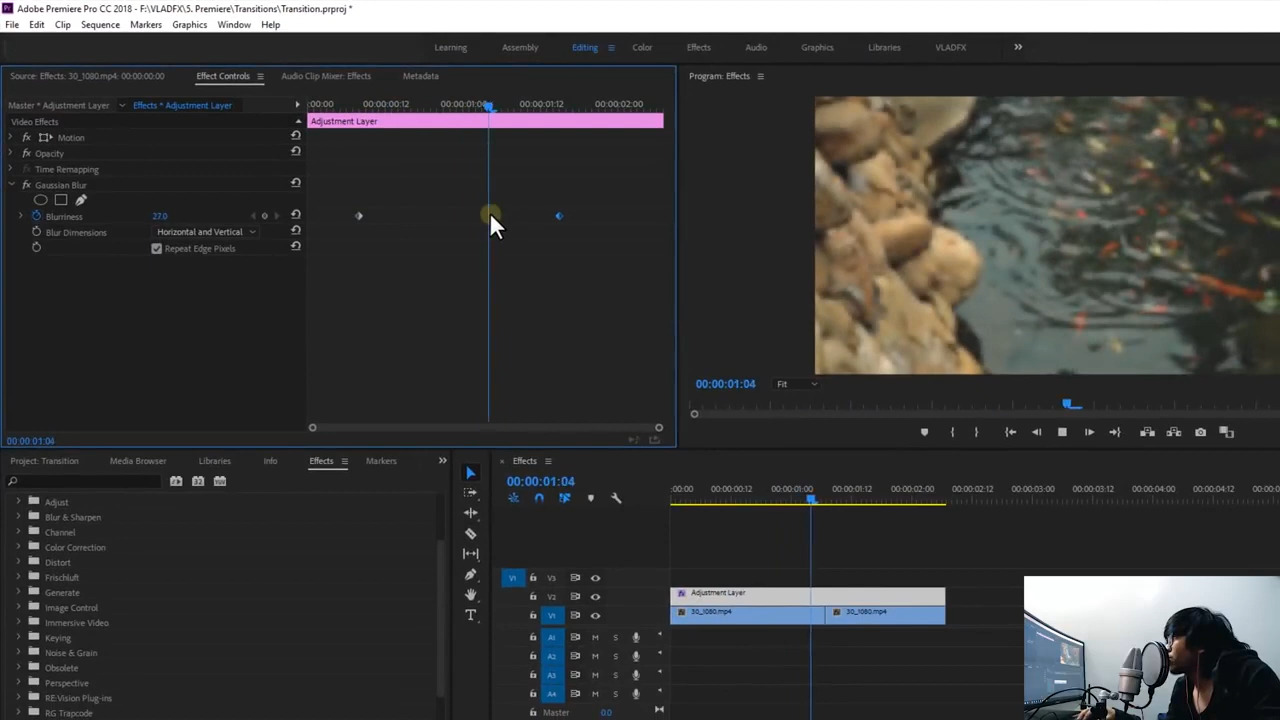 Adobe Premiere Pro CC 2018 - F:\VLADFX\5. Premiere\Transitions\Transition.prproj *
File Edit Clip Sequence Markers Graphics Window Help
Learning Assembly Editing Color Effects Audio Graphics Libraries VLADFX
Source: Effects: 30_1080.mp4: 00:00:00:00 Effect Controls Audio Clip Mixer: Effects Metadata Program: Effects
Master * Adjustment Layer Effects * Adjustment Layer :00:00 00:00:00:12 00:00:01:12 00:00:02:00
Video Effects Adjustment Layer
fx Motion
fx Opacity
fx Time Remapping
fx Gaussian Blur
Blurriness 27.0
Blur Dimensions Horizontal and Vertical
Repeat Edge Pixels
00:00:01:04 Fit
00:00:01:04
Project: Transition Media Browser Libraries Info Effects Markers Effects
00:00:01:04
:00:00 00:00:00:12 00:00:01:00 00:00:01:12 00:00:02:00 00:00:02:12 00:00:03:00 00:00:03:12 00:00:04:00 00:00:04:12
Adjust
Blur & Sharpen
Channel
Color Correction
Distort
Frischluft
Generate
Image Control
Immersive Video
Keying
Noise & Grain
Obsolete
Perspective
RE:Vision Plug-ins
RG Trapcode
T
V1 V3
V2 fx Adjustment Layer
V1 30_1080.mp4 30_1080.mp4
A1 M S
A2 M S
A3 M S
A4 M S
Master 0.0